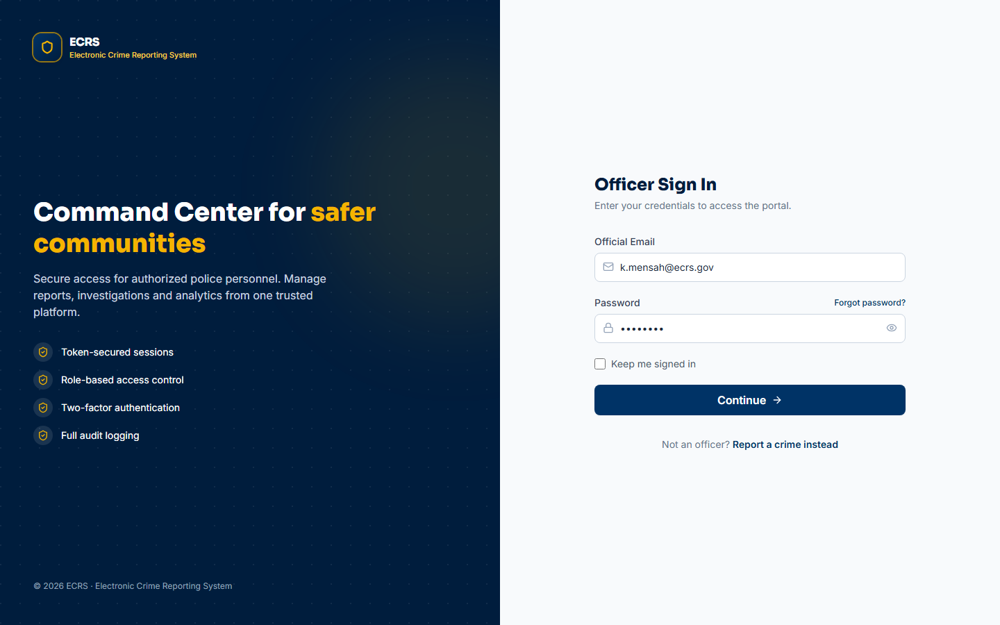 ECRS
Electronic Crime Reporting System
Command Center for safer
communities
Secure access for authorized police personnel. Manage
reports, investigations and analytics from one trusted
platform.
Token-secured sessions
Role-based access control
Two-factor authentication
Full audit logging
© 2026 ECRS · Electronic Crime Reporting System
Officer Sign In
Enter your credentials to access the portal.
Official Email
k.mensah@ecrs.gov
Password
Forgot password?
••••••••
Keep me signed in
Continue →
Not an officer? Report a crime instead